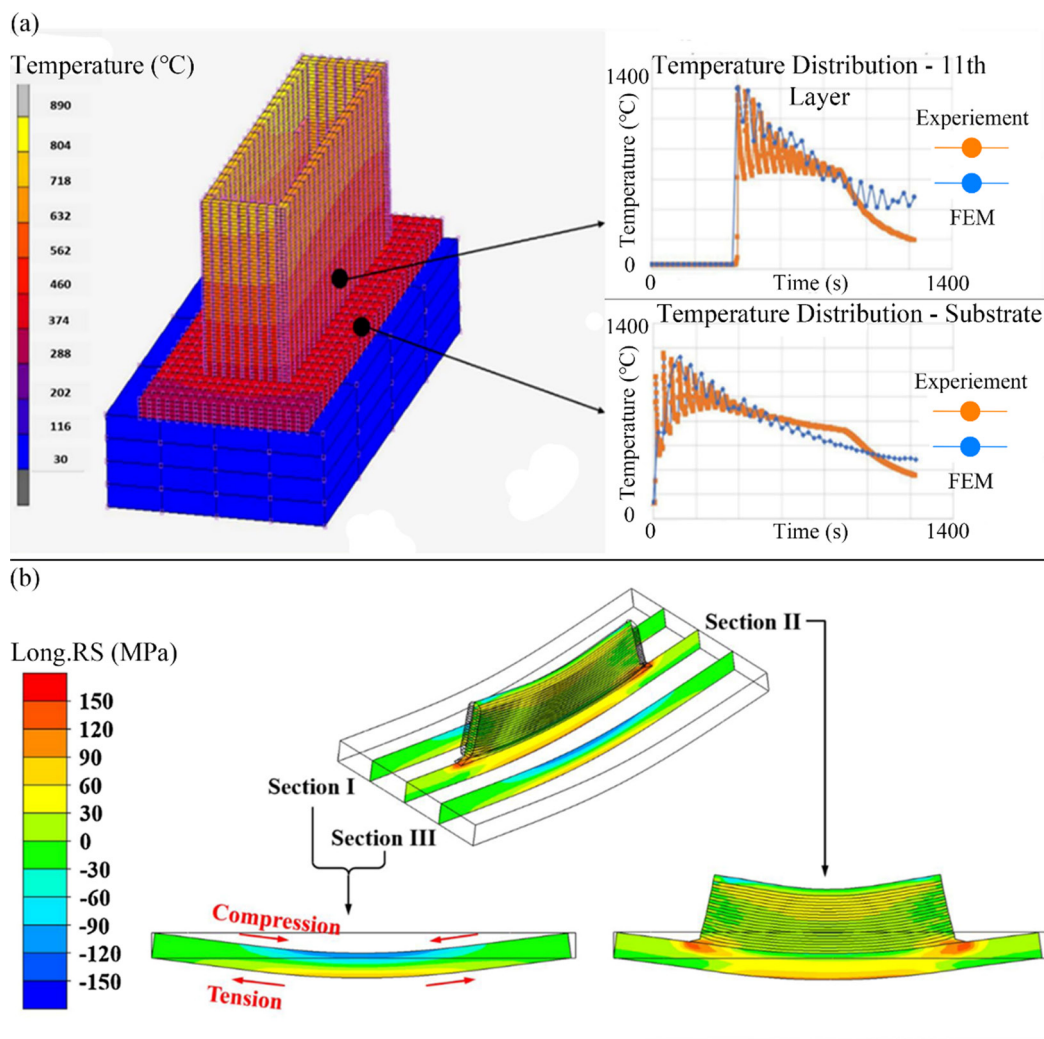 (a)
Temperature (°C)
890
804
718
632
562
460
374
288
202
116
30
Temperature Distribution - 11th
Layer
1400
Temperature (°C)
0
0
Time (s)
1400
Experiement
FEM
Temperature Distribution - Substrate
1400
Temperature (°C)
0
0
Time (s)
1400
Experiement
FEM
(b)
Long.RS (MPa)
150
120
90
60
30
0
-30
-60
-90
-120
-150
Section II
Section I
Section III
Compression
Tension